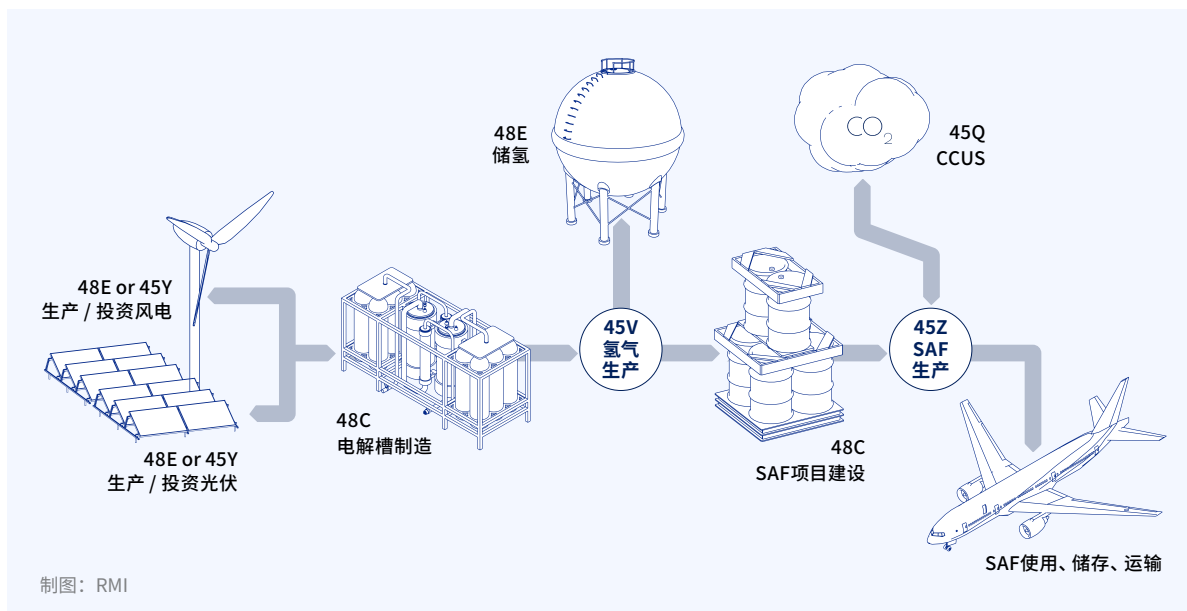 48E
储氢
45Q
CCUS
CO2
48E or 45Y
生产 / 投资风电
45V
氢气
生产
45Z
SAF
生产
48C
电解槽制造
48C
SAF项目建设
48E or 45Y
生产 / 投资光伏
SAF使用、储存、运输
制图：RMI